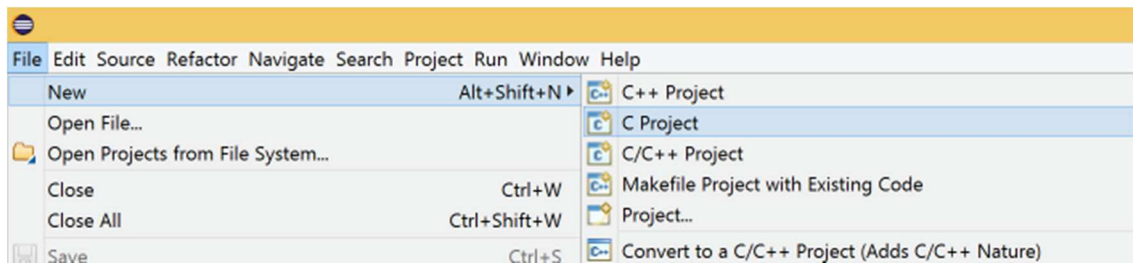 File Edit Source Refactor Navigate Search Project Run Window Help
New Alt+Shift+N
Open File...
Open Projects from File System...
Close Ctrl+W
Close All Ctrl+Shift+W
Save Ctrl+S
C++ Project
C Project
C/C++ Project
Makefile Project with Existing Code
Project...
Convert to a C/C++ Project (Adds C/C++ Nature)